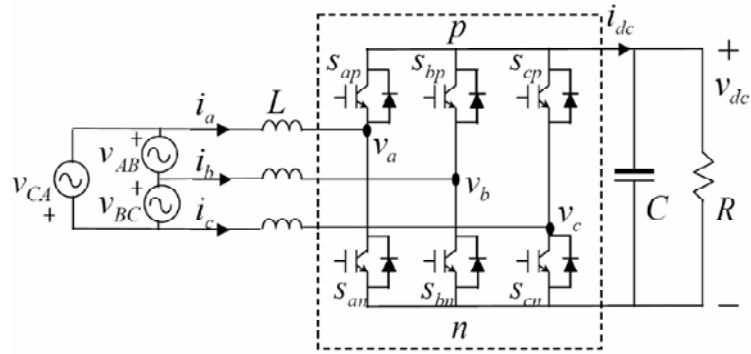 p
i_dc
s_ap
s_bp
s_cp
+
v_dc
i_a
L
v_a
+
v_AB
i_b
v_CA
+
v_b
+
v_BC
i_c
v_c
C
R
s_an
s_bn
s_cn
n
−